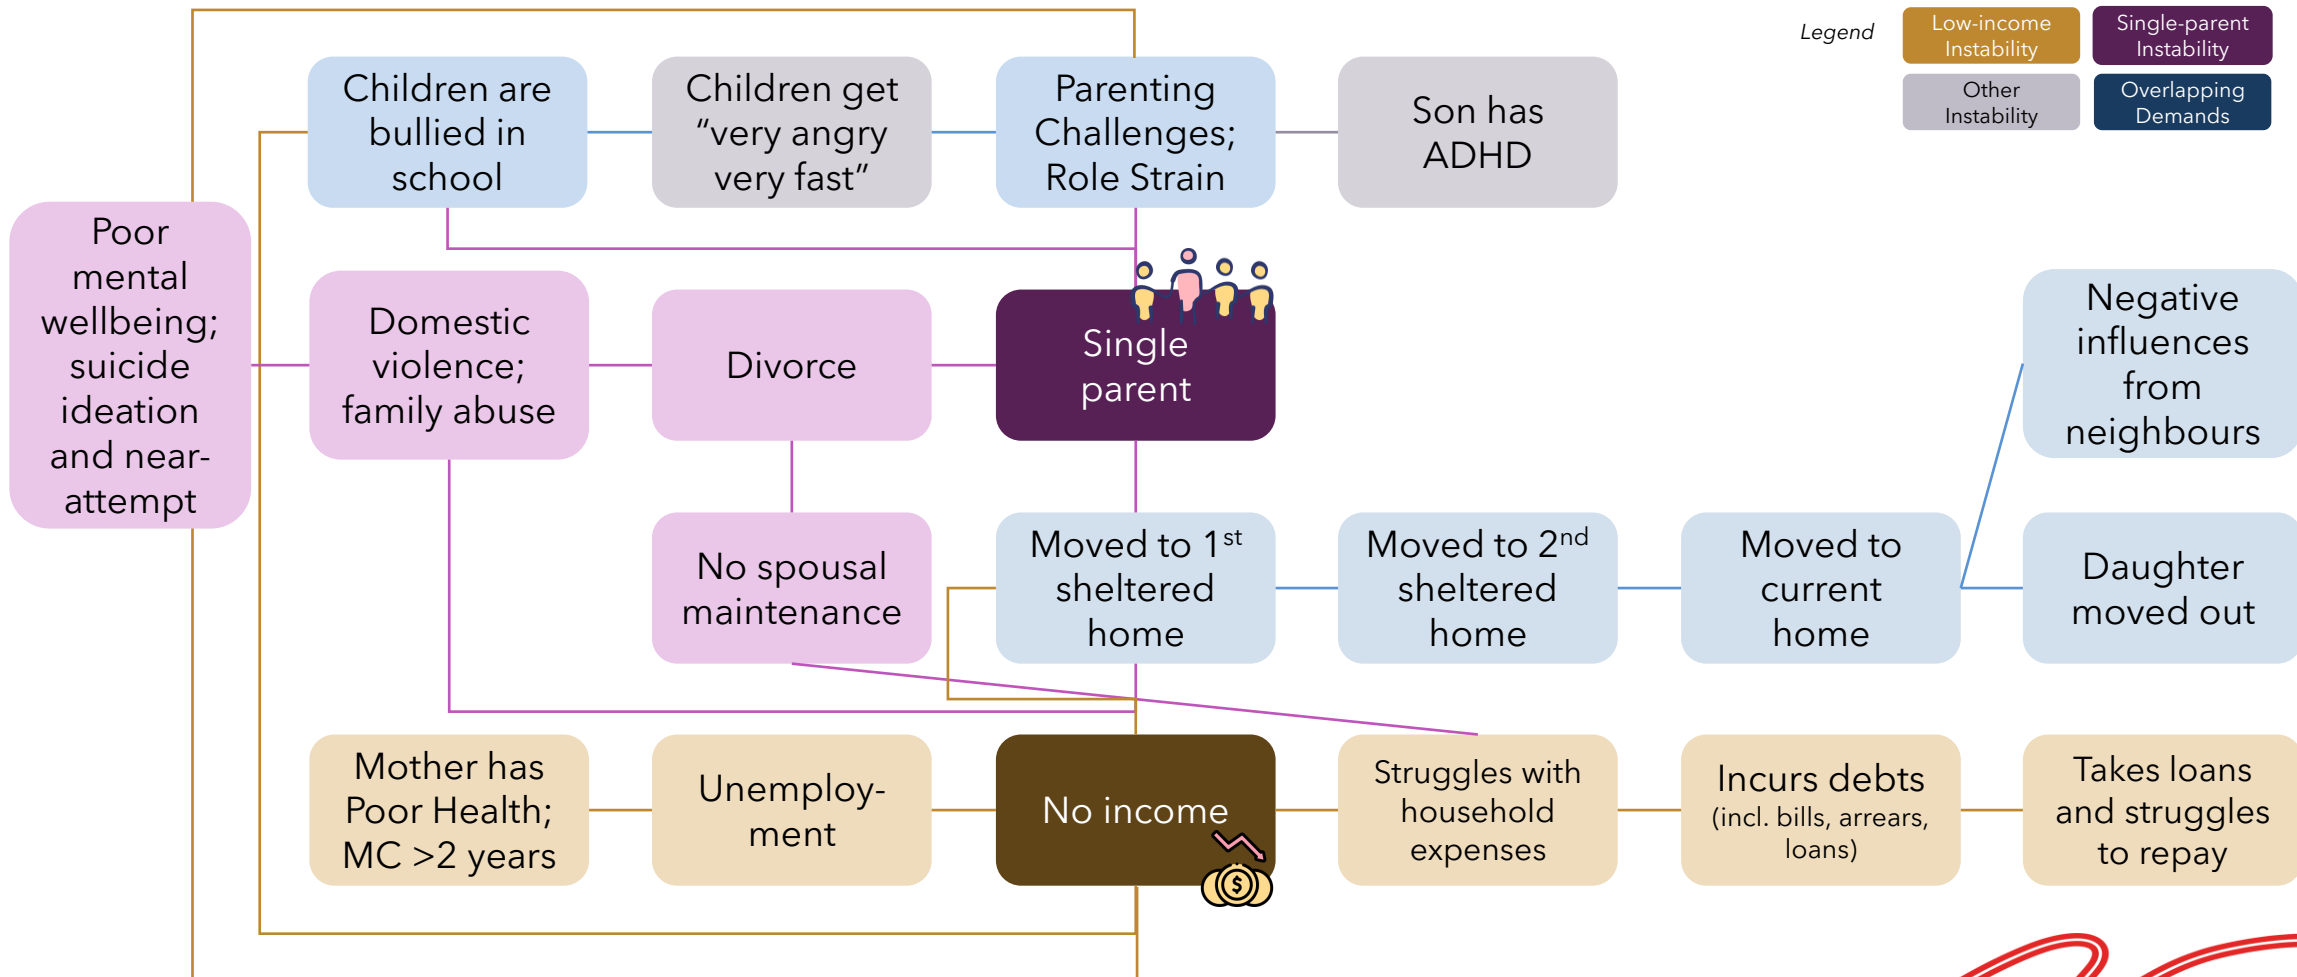 Legend
Low-income
Instability
Single-parent
Instability
Other
Instability
Overlapping
Demands
Children are
bullied in
school
Children get
“very angry
very fast”
Parenting
Challenges;
Role Strain
Son has
ADHD
Poor
mental
wellbeing;
suicide
ideation
and near-
attempt
Domestic
violence;
family abuse
Divorce
Single
parent
Negative
influences
from
neighbours
No spousal
maintenance
Moved to 1st
sheltered
home
Moved to 2nd
sheltered
home
Moved to
current
home
Daughter
moved out
Mother has
Poor Health;
MC >2 years
Unemploy-
ment
No income
$
Struggles with
household
expenses
Incurs debts
(incl. bills, arrears,
loans)
Takes loans
and struggles
to repay